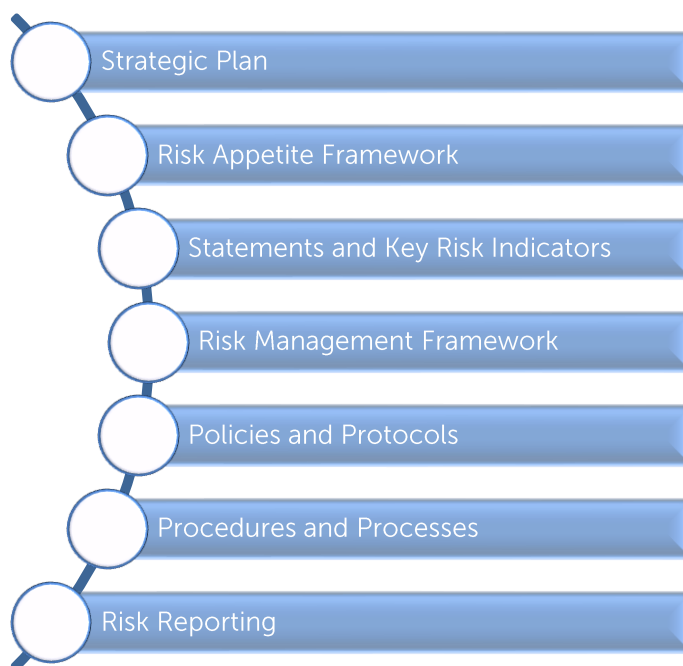 Strategic Plan
Risk Appetite Framework
Statements and Key Risk Indicators
Risk Management Framework
Policies and Protocols
Procedures and Processes
Risk Reporting